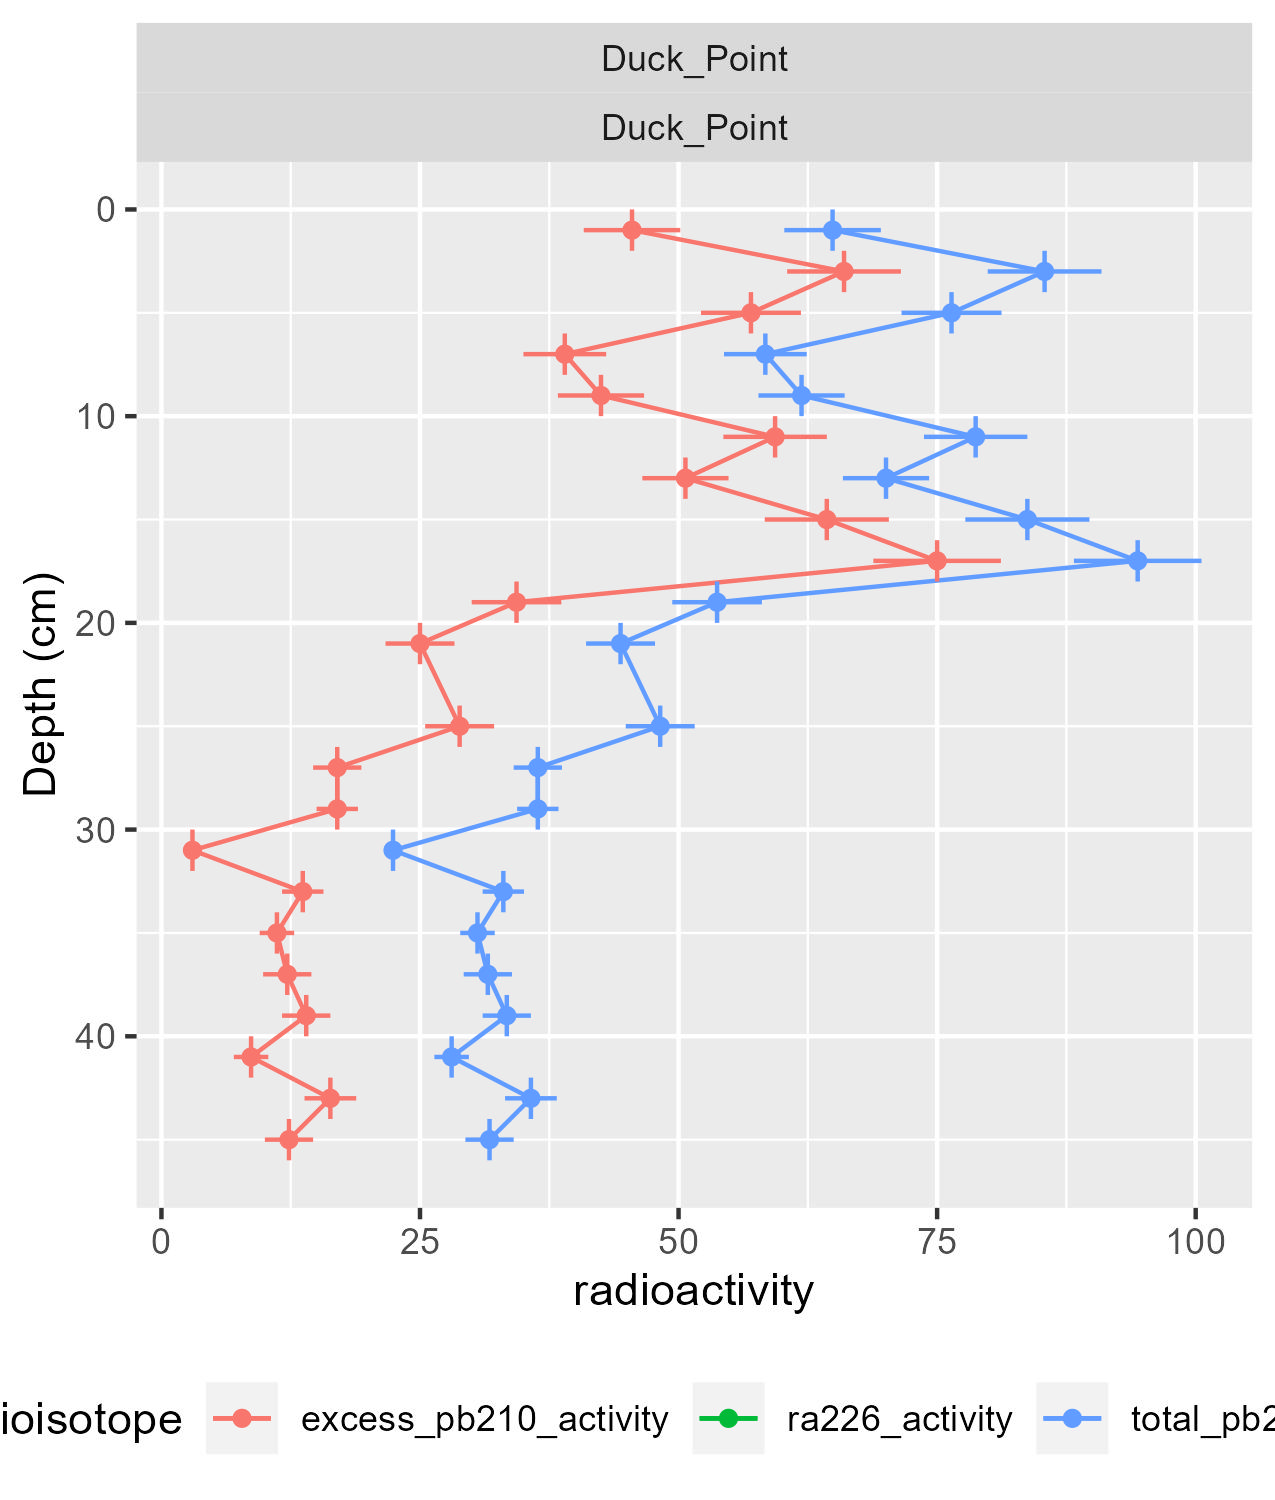 Duck_Point
Duck_Point
Depth (cm)
0
10
20
30
40
0 25 50 75 100
radioactivity
ioisotope excess_pb210_activity ra226_activity total_pb2